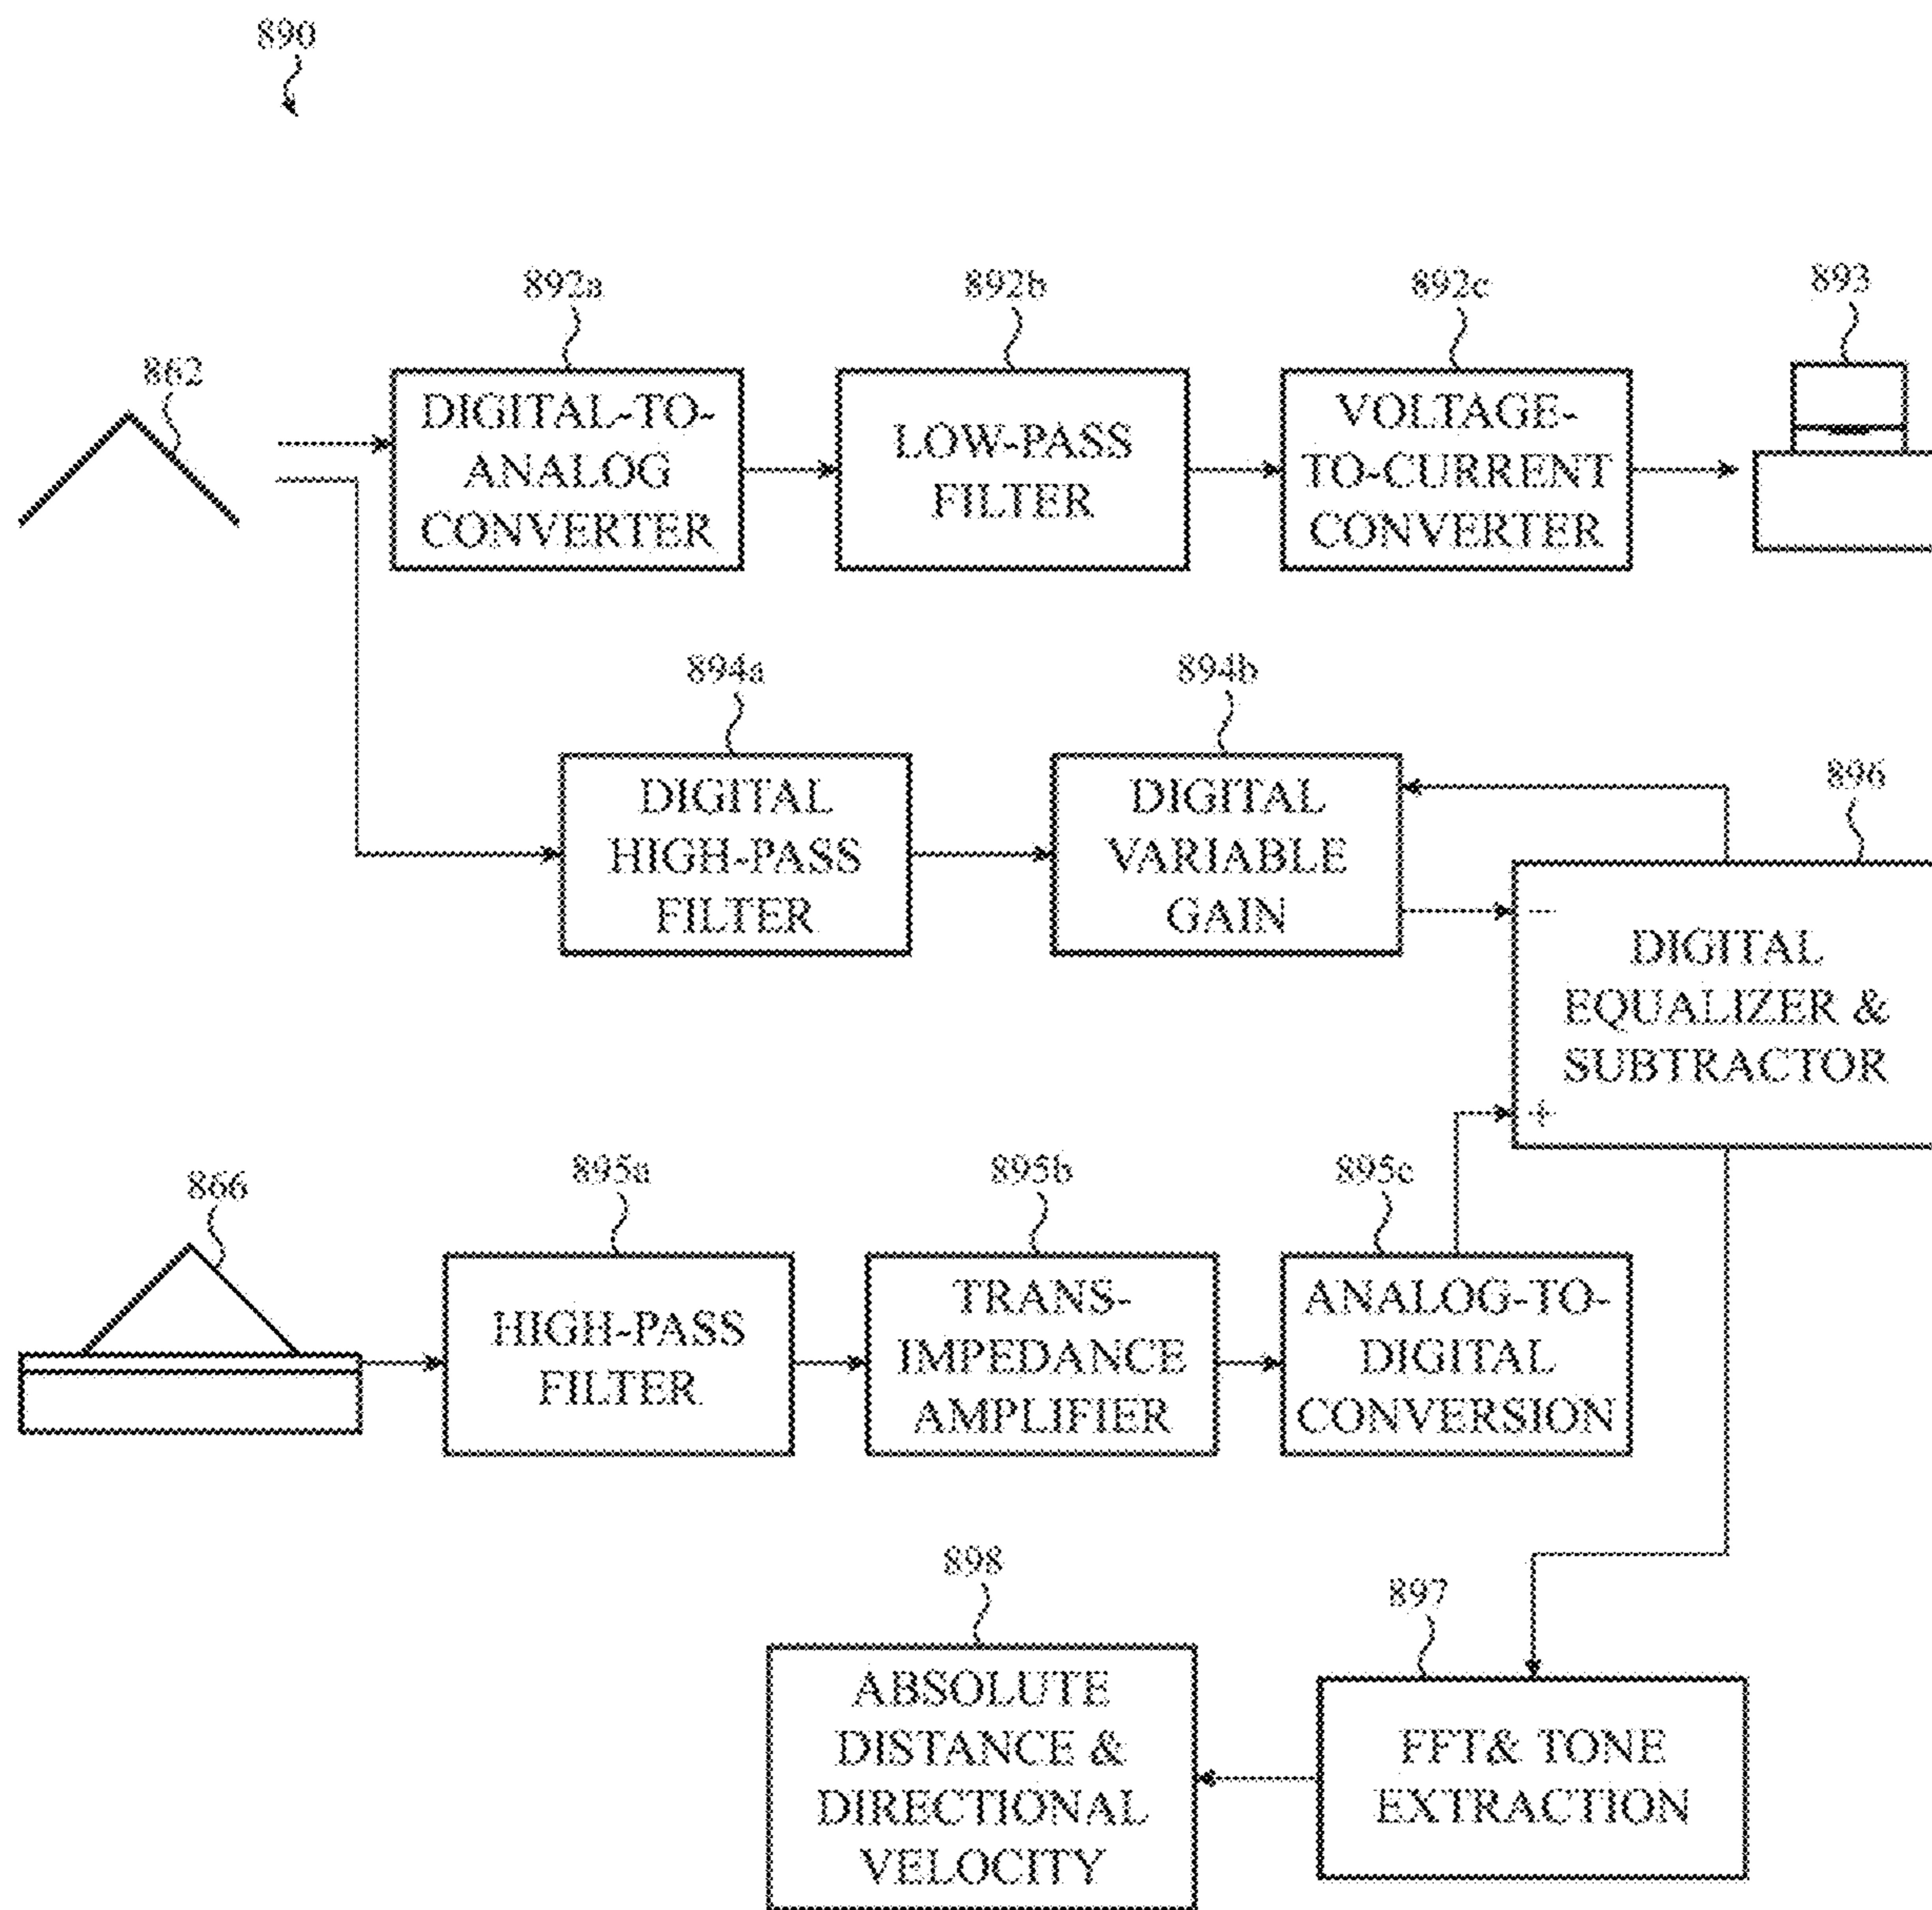 890
892a
892b
892c
893
862
DIGITAL-TO-
ANALOG
CONVERTER
LOW-PASS
FILTER
VOLTAGE-
TO-CURRENT
CONVERTER
894a
894b
896
DIGITAL
HIGH-PASS
FILTER
DIGITAL
VARIABLE
GAIN
-
DIGITAL
EQUALIZER &
SUBTRACTOR
+
866
895a
895b
895c
HIGH-PASS
FILTER
TRANS-
IMPEDANCE
AMPLIFIER
ANALOG-TO-
DIGITAL
CONVERSION
898
897
ABSOLUTE
DISTANCE &
DIRECTIONAL
VELOCITY
FFT& TONE
EXTRACTION